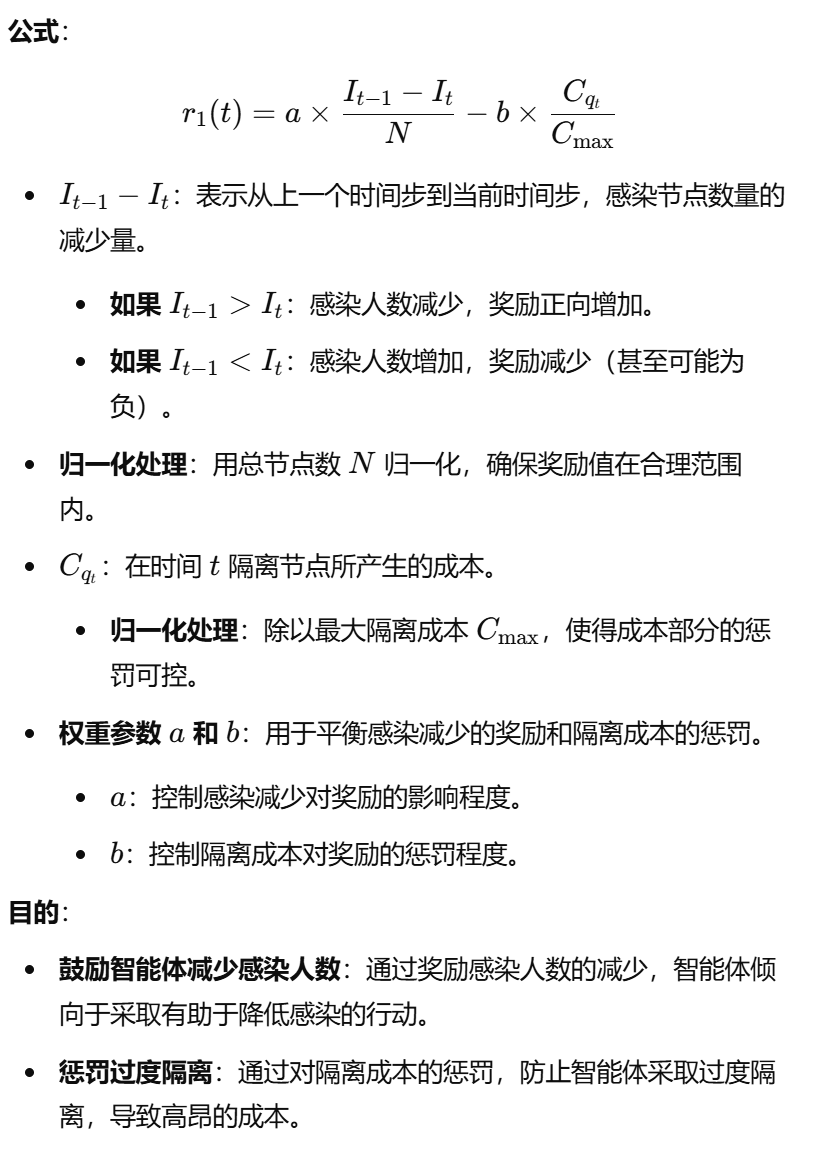 公式：
r₁(t) = a × (I_{t−1} − I_t)/N − b × C_{q_t}/C_{max}
• I_{t−1} − I_t：表示从上一个时间步到当前时间步，感染节点数量的
减少量。
• 如果 I_{t−1} > I_t：感染人数减少，奖励正向增加。
• 如果 I_{t−1} < I_t：感染人数增加，奖励减少（甚至可能为
负）。
• 归一化处理：用总节点数 N 归一化，确保奖励值在合理范围
内。
• C_{q_t}：在时间 t 隔离节点所产生的成本。
• 归一化处理：除以最大隔离成本 C_{max}，使得成本部分的惩
罚可控。
• 权重参数 a 和 b：用于平衡感染减少的奖励和隔离成本的惩罚。
• a：控制感染减少对奖励的影响程度。
• b：控制隔离成本对奖励的惩罚程度。
目的：
• 鼓励智能体减少感染人数：通过奖励感染人数的减少，智能体倾
向于采取有助于降低感染的行动。
• 惩罚过度隔离：通过对隔离成本的惩罚，防止智能体采取过度隔
离，导致高昂的成本。